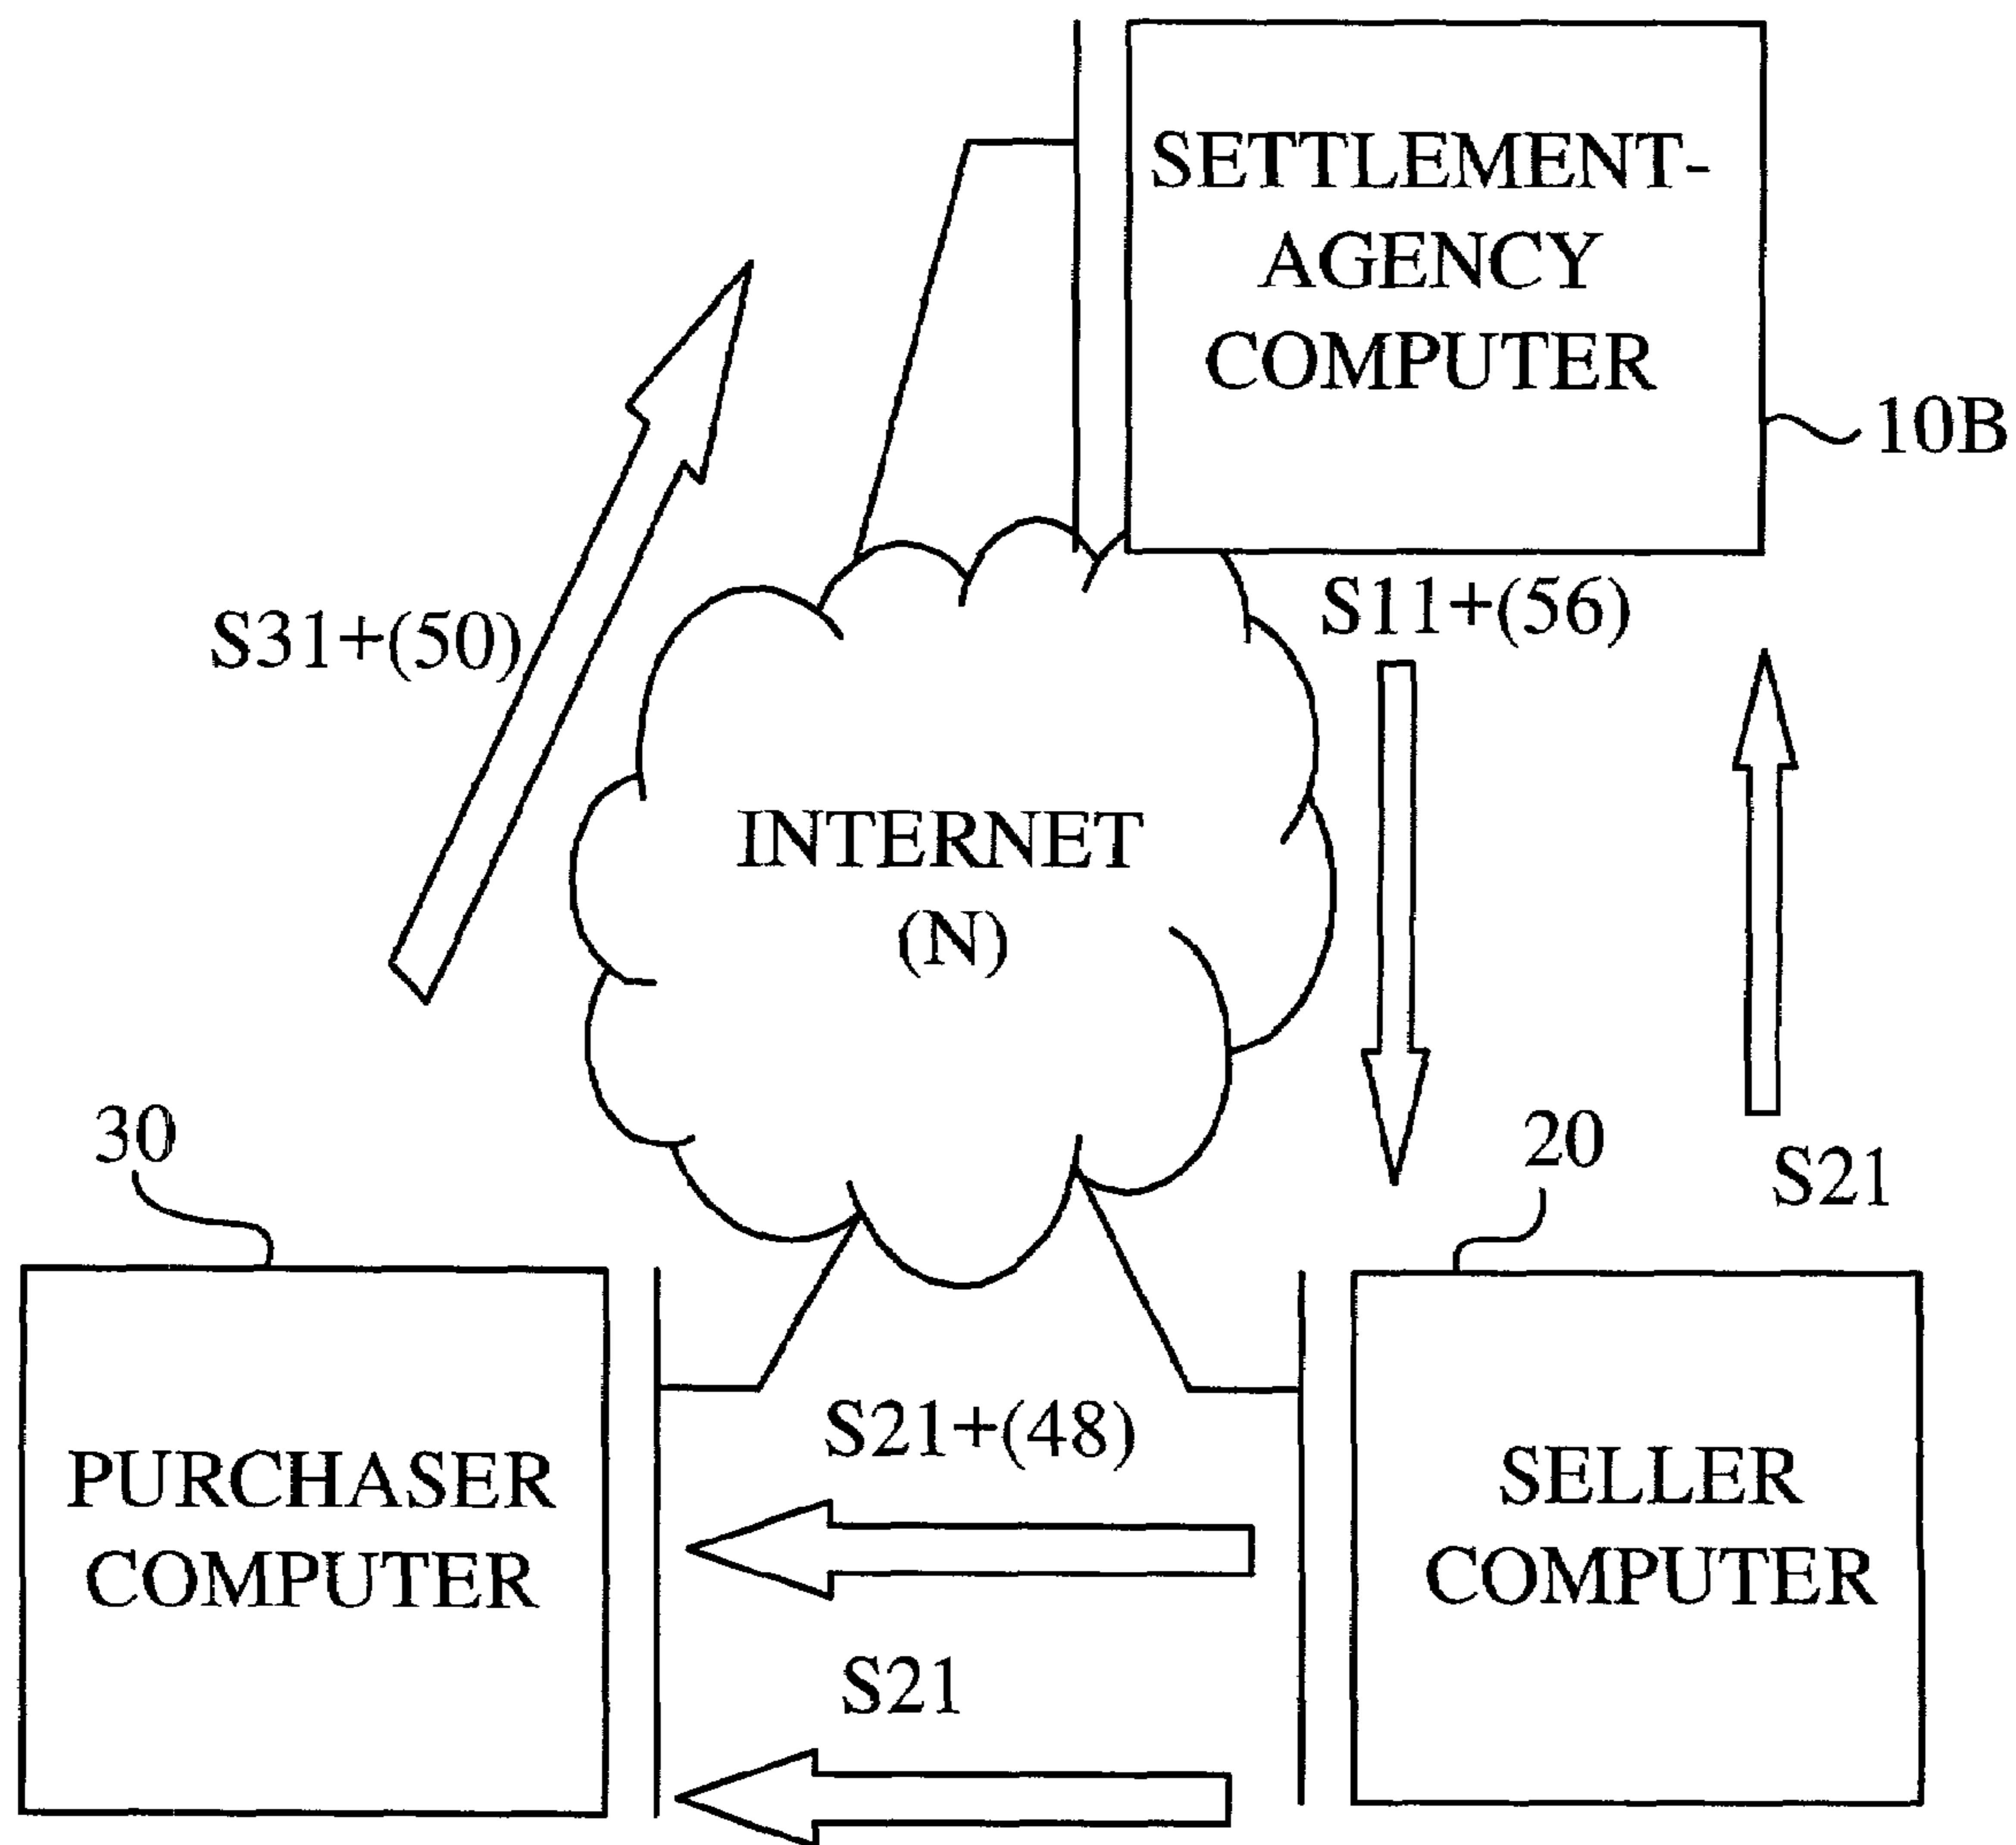 SETTLEMENT-
AGENCY
COMPUTER
10B
S31+(50)
S11+(56)
INTERNET
(N)
30
20
S21
PURCHASER
COMPUTER
S21+(48)
S21
SELLER
COMPUTER